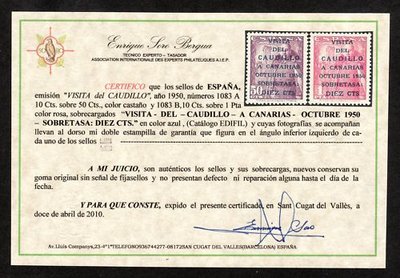 Enrique Soro Bergua
TECNICO EXPERTO - TASADOR
ASSOCIATION INTERNATIONALE DES EXPERTS PHILATELIQUES A.I.E.P.
CERTIFICO que los sellos de ESPAÑA,
emisión "VISITA del CAUDILLO", año 1950, números 1083 A
10 Cts. sobre 50 Cts., color castaño y 1083 B,10 Cts. sobre 1 Pta
color rosa, sobrecargados "VISITA - DEL - CAUDILLO - A CANARIAS- OCTUBRE 1950
- SOBRETASA: DIEZ CTS." en color azul , (Catálogo EDIFIL) y cuyas fotografías, se acompañan
llevan al dorso mi doble estampilla de garantía que figura en el ángulo inferior izquierdo de ca-
da uno de los sellos
A MI JUICIO, son auténticos los sellos y sus sobrecargas, nuevos conservan su
goma original sin señal de fijasellos y no presentan defecto ni reparación alguna hasta el día de la
fecha.
Y PARA QUE CONSTE, expido el presente certificado, en Sant Cugat del Vallès, a
doce de abril de 2010.
VISITA
DEL
CAUDILLO
A CANARIAS
OCTUBRE 1950
SOBRETASA:
DIEZ CTS
VISITA
DEL
CAUDILLO
A CANARIAS
OCTUBRE 1950
SOBRETASA:
DIEZ CTS